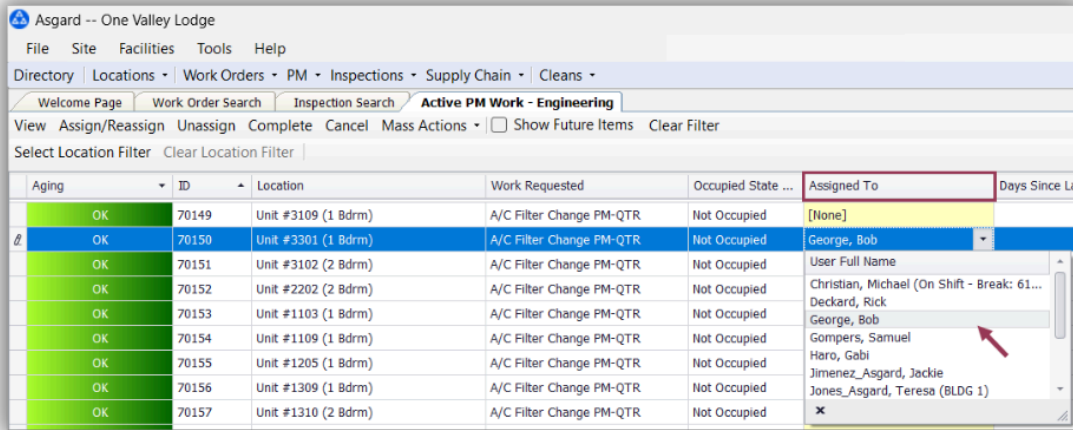 Asgard -- One Valley Lodge
File Site Facilities Tools Help
Directory Locations Work Orders PM Inspections Supply Chain Cleans
Welcome Page Work Order Search Inspection Search Active PM Work - Engineering
View Assign/Reassign Unassign Complete Cancel Mass Actions Show Future Items Clear Filter
Select Location Filter Clear Location Filter
Aging ID Location Work Requested Occupied State ... Assigned To Days Since La
OK 70149 Unit #3109 (1 Bdrm) A/C Filter Change PM-QTR Not Occupied [None]
OK 70150 Unit #3301 (1 Bdrm) A/C Filter Change PM-QTR Not Occupied George, Bob
OK 70151 Unit #3102 (2 Bdrm) A/C Filter Change PM-QTR Not Occupied
OK 70152 Unit #2202 (2 Bdrm) A/C Filter Change PM-QTR Not Occupied
OK 70153 Unit #1103 (1 Bdrm) A/C Filter Change PM-QTR Not Occupied
OK 70154 Unit #1109 (1 Bdrm) A/C Filter Change PM-QTR Not Occupied
OK 70155 Unit #1205 (1 Bdrm) A/C Filter Change PM-QTR Not Occupied
OK 70156 Unit #1309 (1 Bdrm) A/C Filter Change PM-QTR Not Occupied
OK 70157 Unit #1310 (2 Bdrm) A/C Filter Change PM-QTR Not Occupied
User Full Name
Christian, Michael (On Shift - Break: 61...
Deckard, Rick
George, Bob
Gompers, Samuel
Haro, Gabi
Jimenez_Asgard, Jackie
Jones_Asgard, Teresa (BLDG 1)